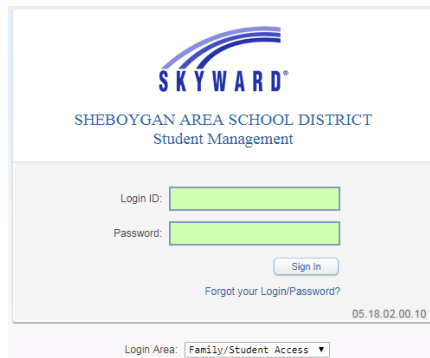 SKYWARD®
SHEBOYGAN AREA SCHOOL DISTRICT
Student Management
Login ID:
Password:
Sign In
Forgot your Login/Password?
05.18.02.00.10
Login Area: Family/Student Access ▼